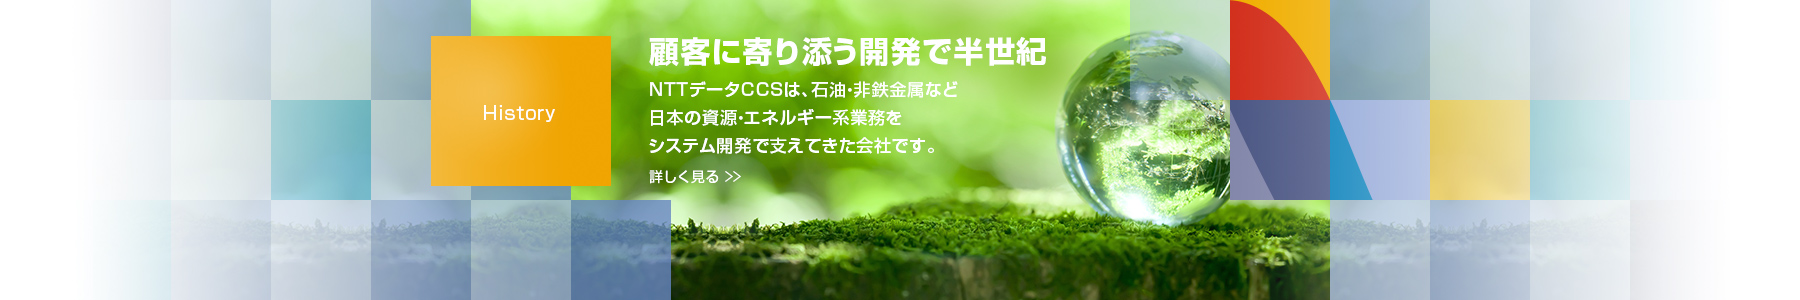 History
顧客に寄り添う開発で半世紀
NTTデータCCSは、石油・非鉄金属など
日本の資源・エネルギー系業務を
システム開発で支えてきた会社です。
詳しく見る >>